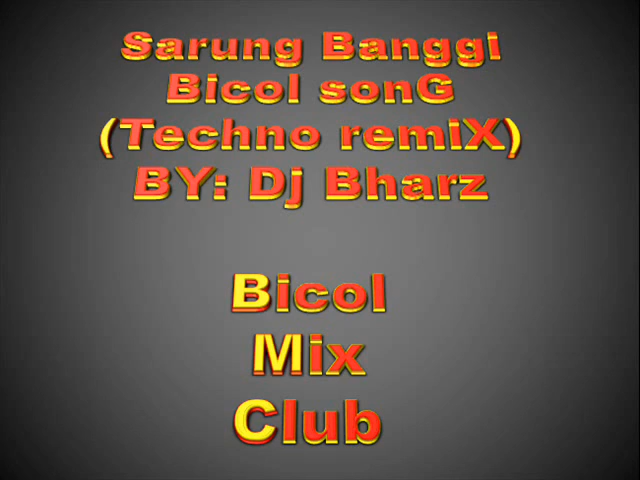 Sarung Banggi
Bicol sonG
(Techno remiX)
BY: Dj Bharz
Bicol
Mix
Club